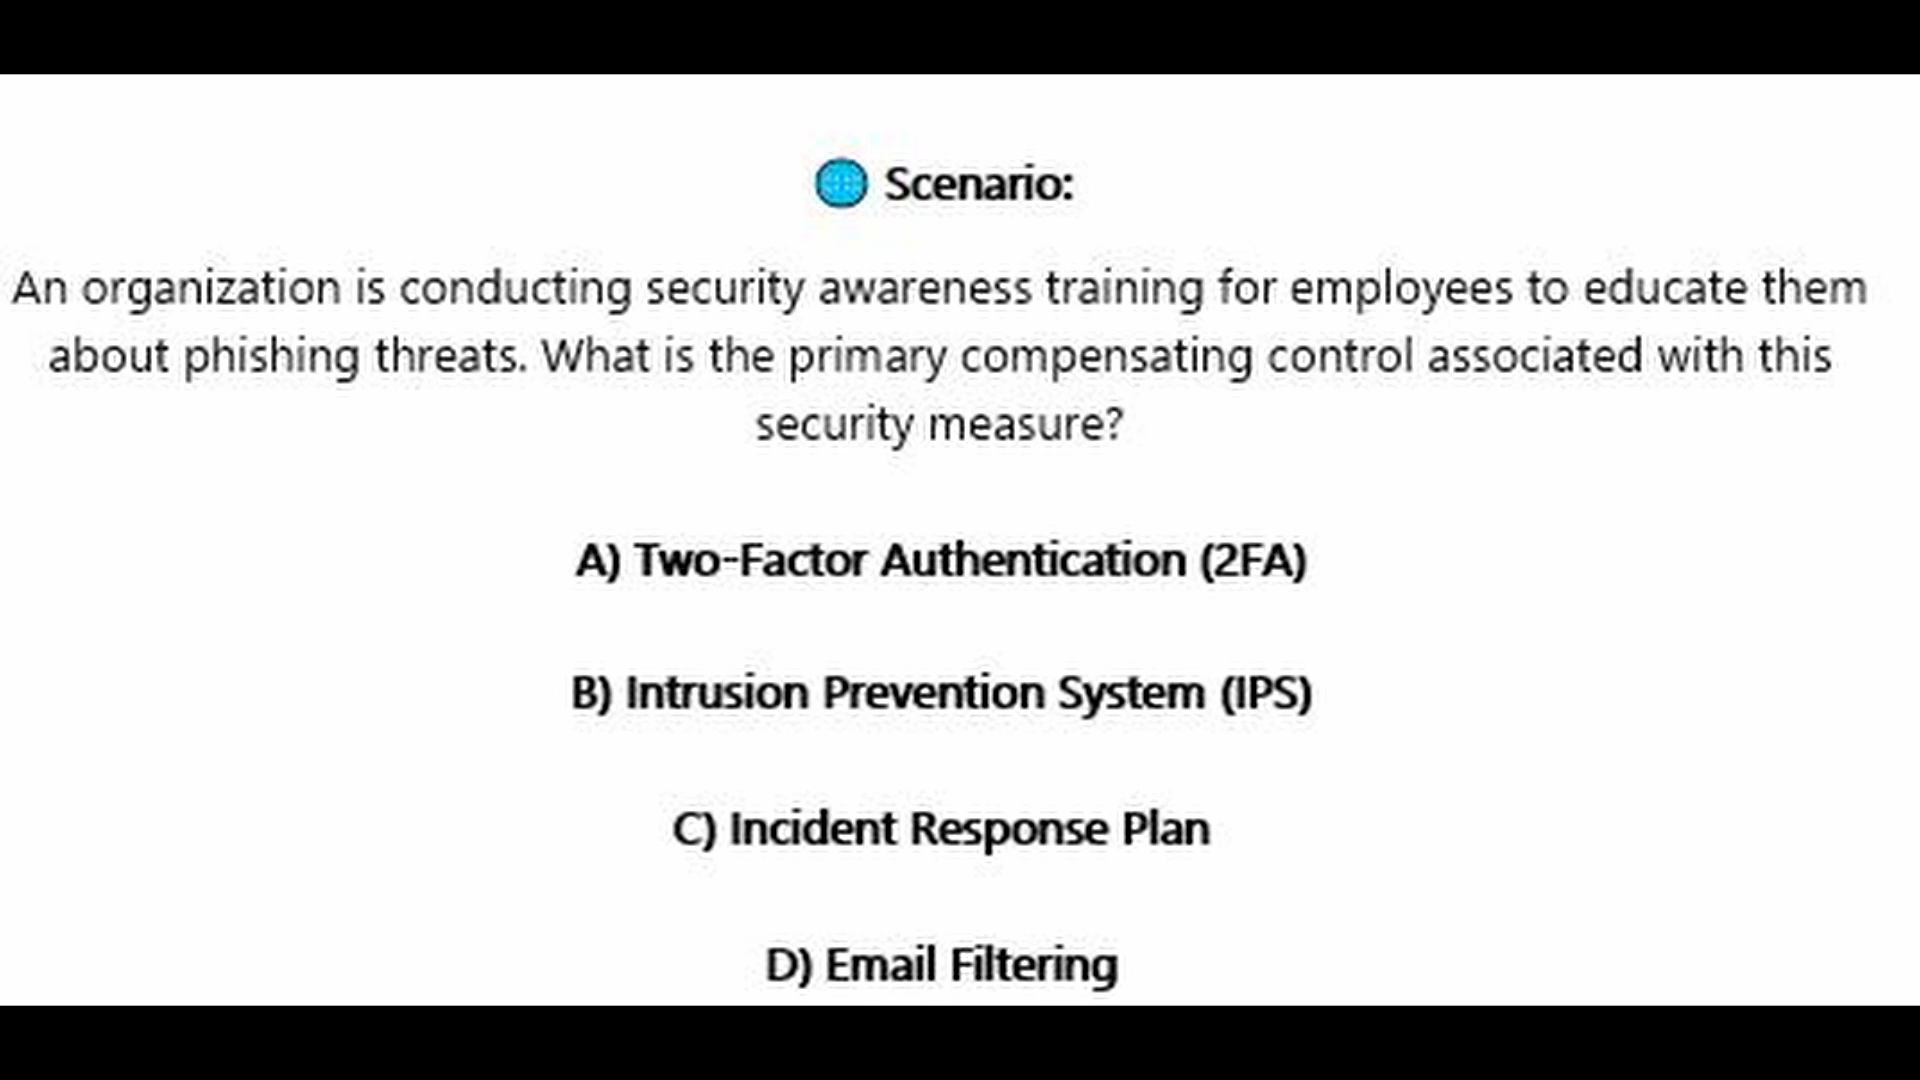 Scenario:
An organization is conducting security awareness training for employees to educate them
about phishing threats. What is the primary compensating control associated with this
security measure?
A) Two-Factor Authentication (2FA)
B) Intrusion Prevention System (IPS)
C) Incident Response Plan
D) Email Filtering